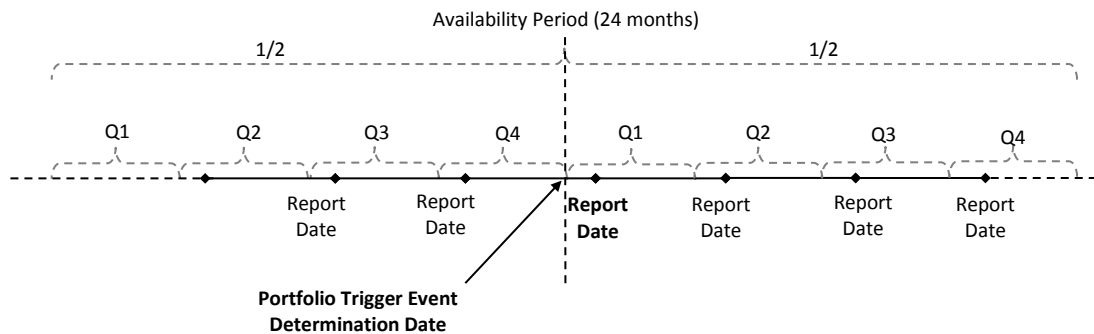 Availability Period (24 months)
1/2
1/2
Q1
Q2
Q3
Q4
Q1
Q2
Q3
Q4
Report
Date
Report
Date
Report
Date
Report
Date
Report
Date
Report
Date
Portfolio Trigger Event
Determination Date